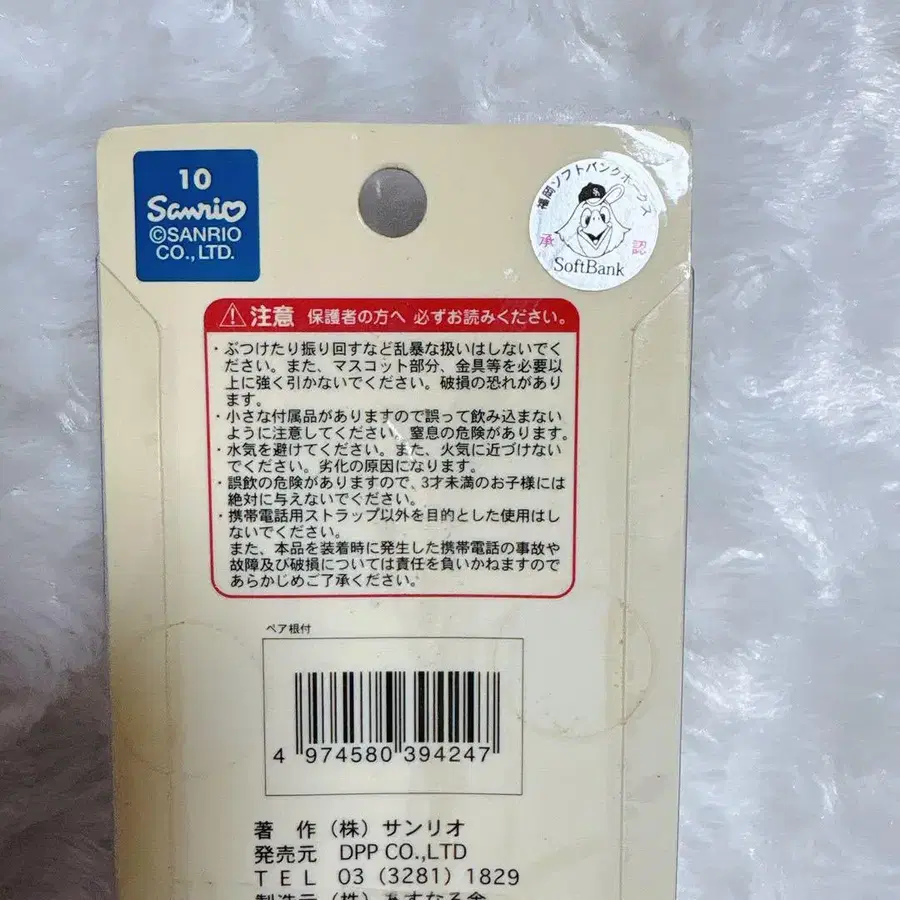 10
Sanrio
©SANRIO
CO.,LTD.
福岡ソフトバンクホークス
承 認
SoftBank
注意 保護者の方へ 必ずお読みください。
・ぶつけたり振り回すなど乱暴な扱いはしないでく
ださい。また、マスコット部分、金具等を必要以
上に強く引かないでください。破損の恐れがありま
す。
・小さな付属品がありますので誤って飲み込まない
ように注意してください。窒息の危険があります。
・水気を避けてください。また、火気に近づけない
でください。劣化の原因になります。
・誤飲の危険がありますので、3才未満のお子様には
絶対に与えないでください。
・携帯電話用ストラップ以外を目的とした使用はし
ないでください。
また、本品を装着時に発生した携帯電話の事故や
故障及び破損については責任を負いかねますので
あらかじめご了承ください。
ペア根付
4 974580 394247
著 作 (株) サンリオ
発売元 DPP CO.,LTD
TEL 03 (3281) 1829
製造元 (株) あすなろ舎